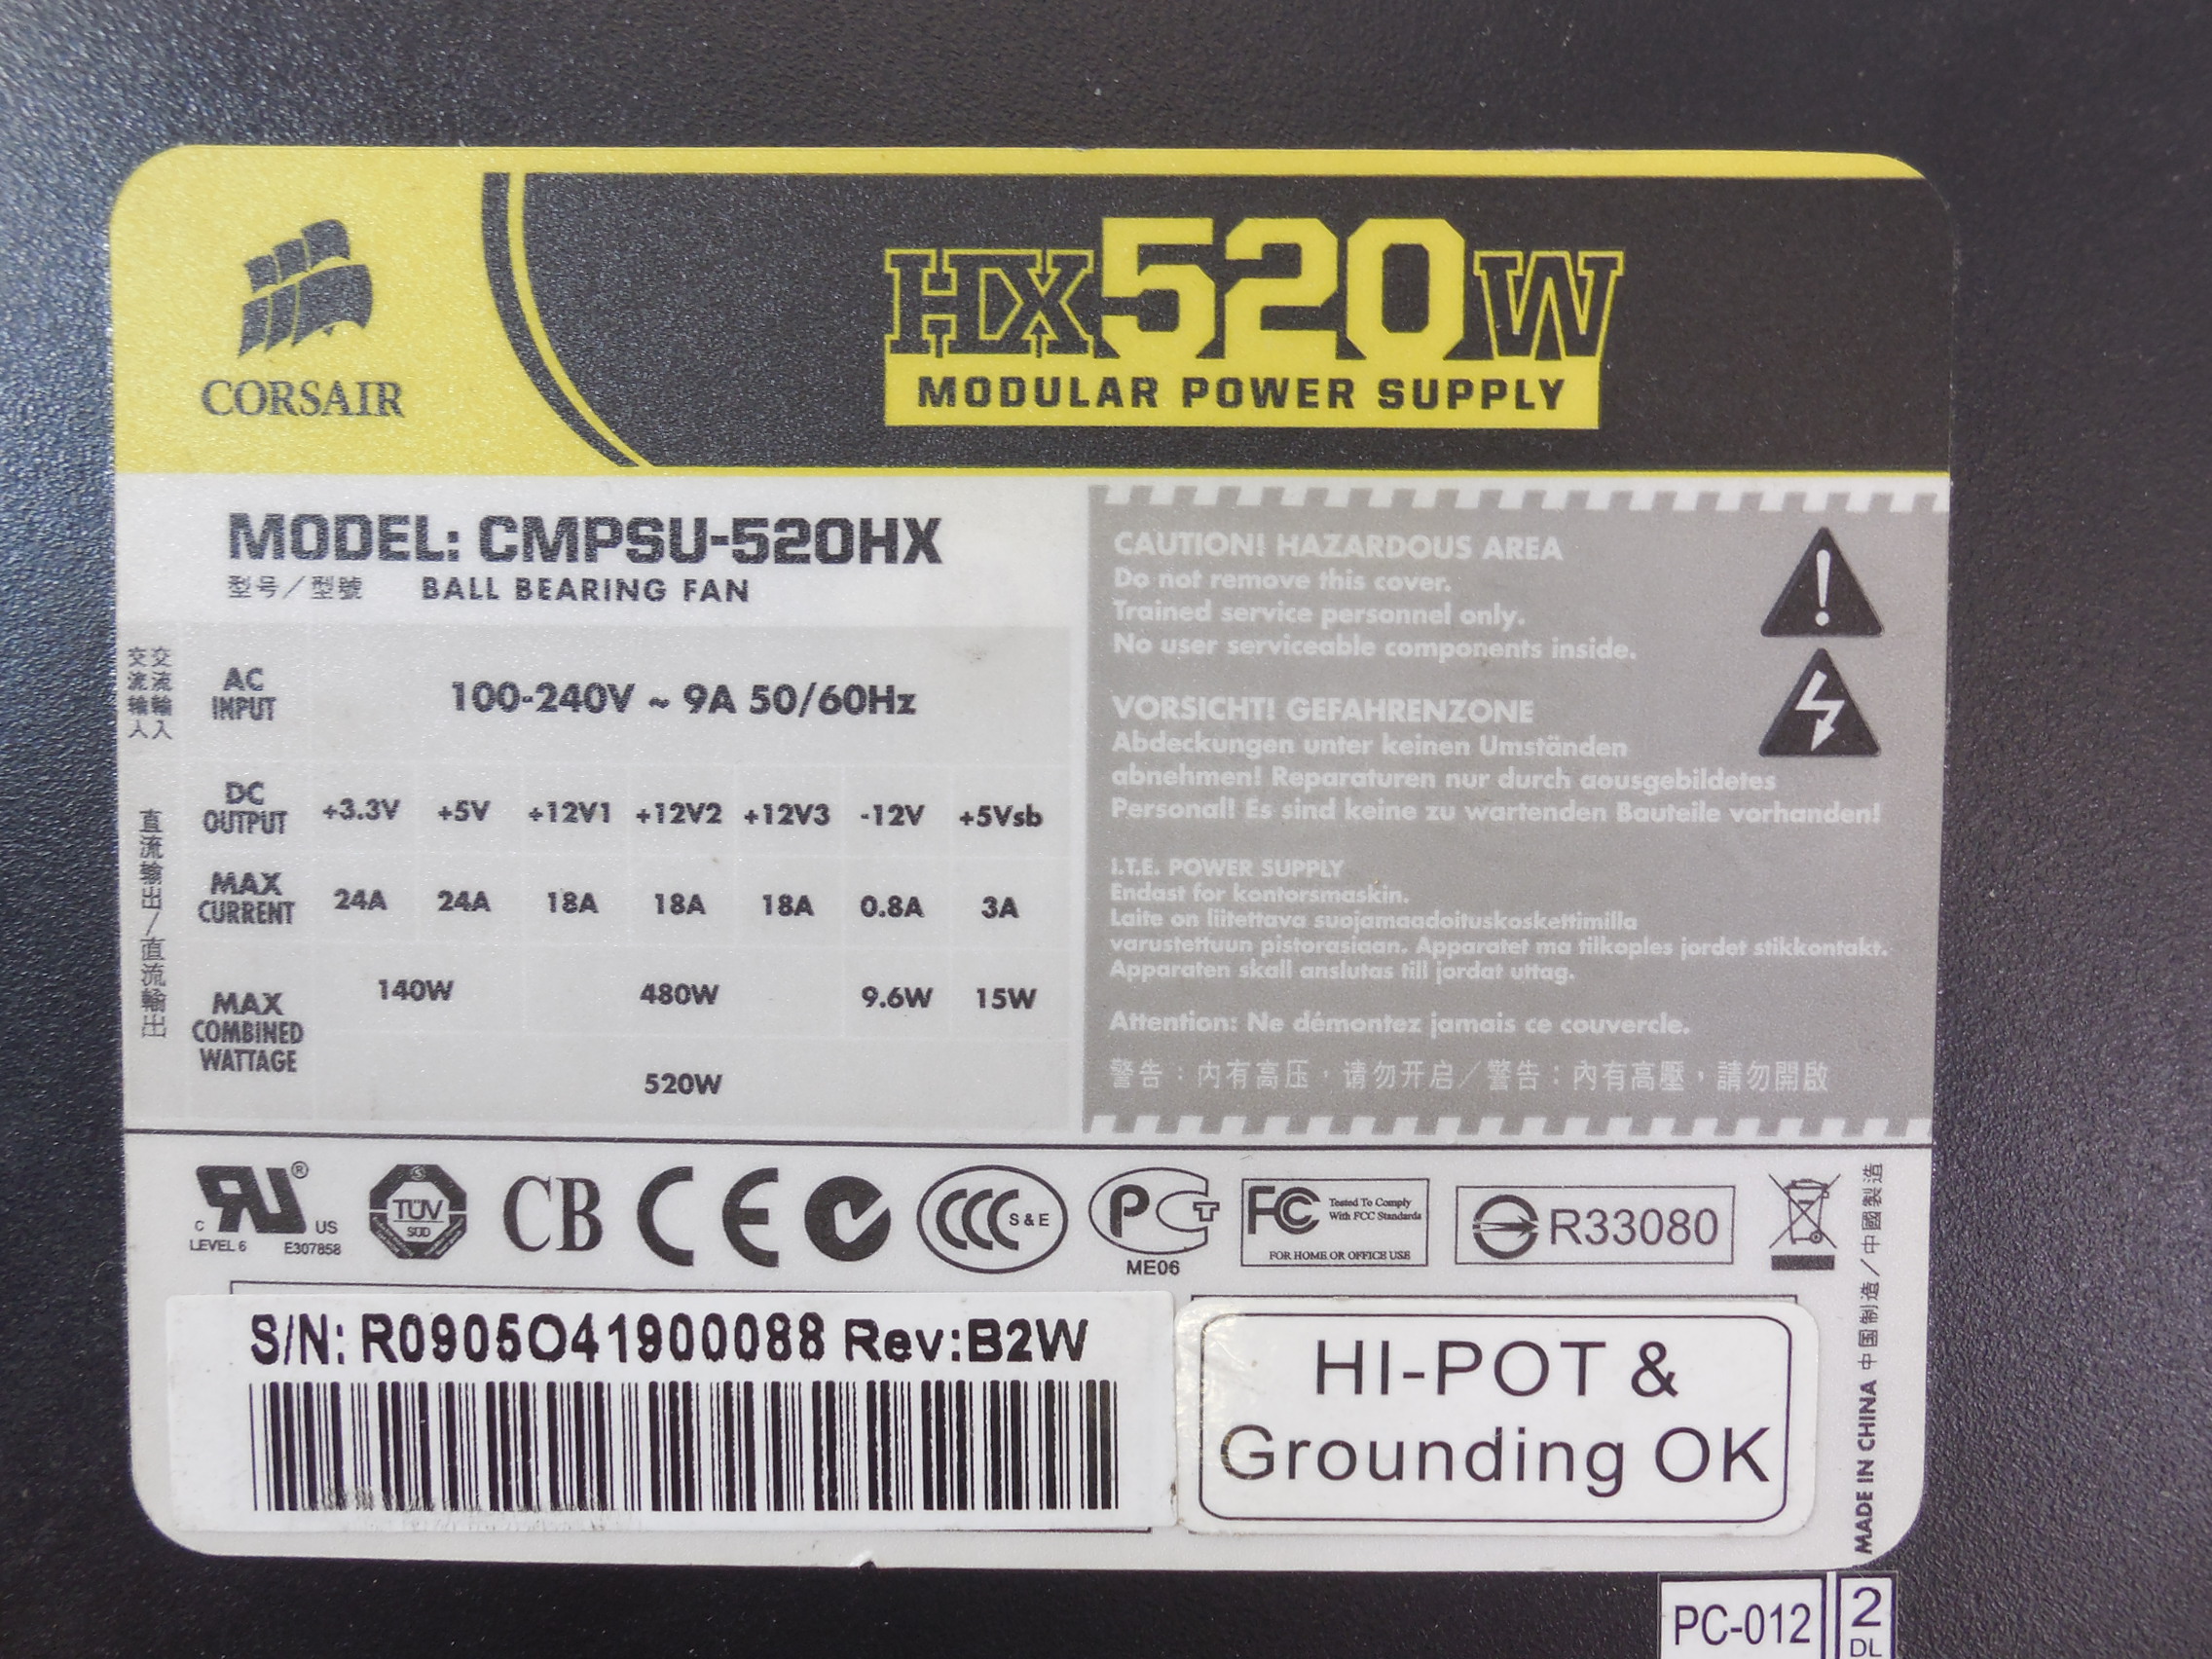 CORSAIR
HX520W
MODULAR POWER SUPPLY
MODEL: CMPSU-520HX
型号／型號 BALL BEARING FAN
交流输入
交流輸入
AC INPUT 100-240V ~ 9A 50/60Hz
直流输出／直流輸出
DC OUTPUT +3.3V +5V +12V1 +12V2 +12V3 -12V +5Vsb
MAX CURRENT 24A 24A 18A 18A 18A 0.8A 3A
MAX COMBINED WATTAGE 140W 480W 9.6W 15W
520W
CAUTION! HAZARDOUS AREA
Do not remove this cover.
Trained service personnel only.
No user serviceable components inside.
VORSICHT! GEFAHRENZONE
Abdeckungen unter keinen Umständen
abnehmen! Reparaturen nur durch aousgebildetes
Personal! Es sind keine zu wartenden Bauteile vorhanden!
I.T.E. POWER SUPPLY
Endast for kontorsmaskin.
Laite on liitettava suojamaadoituskoskettimilla
varustettuun pistorasiaan. Apparatet ma tilkoples jordet stikkontakt.
Apparaten skall anslutas till jordat uttag.
Attention: Ne démontez jamais ce couvercle.
警告：内有高压，请勿开启／警告：內有高壓，請勿開啟
c RU ® US
LEVEL 6 E307858
TÜV
SÜD
CB
CE
CCC S&E
PCT
ME06
FC Tested To Comply
With FCC Standards
FOR HOME OR OFFICE USE
R33080
MADE IN CHINA 中国制造／中國製造
S/N: R0905O41900088 Rev:B2W
HI-POT &
Grounding OK
PC-012
2
DL